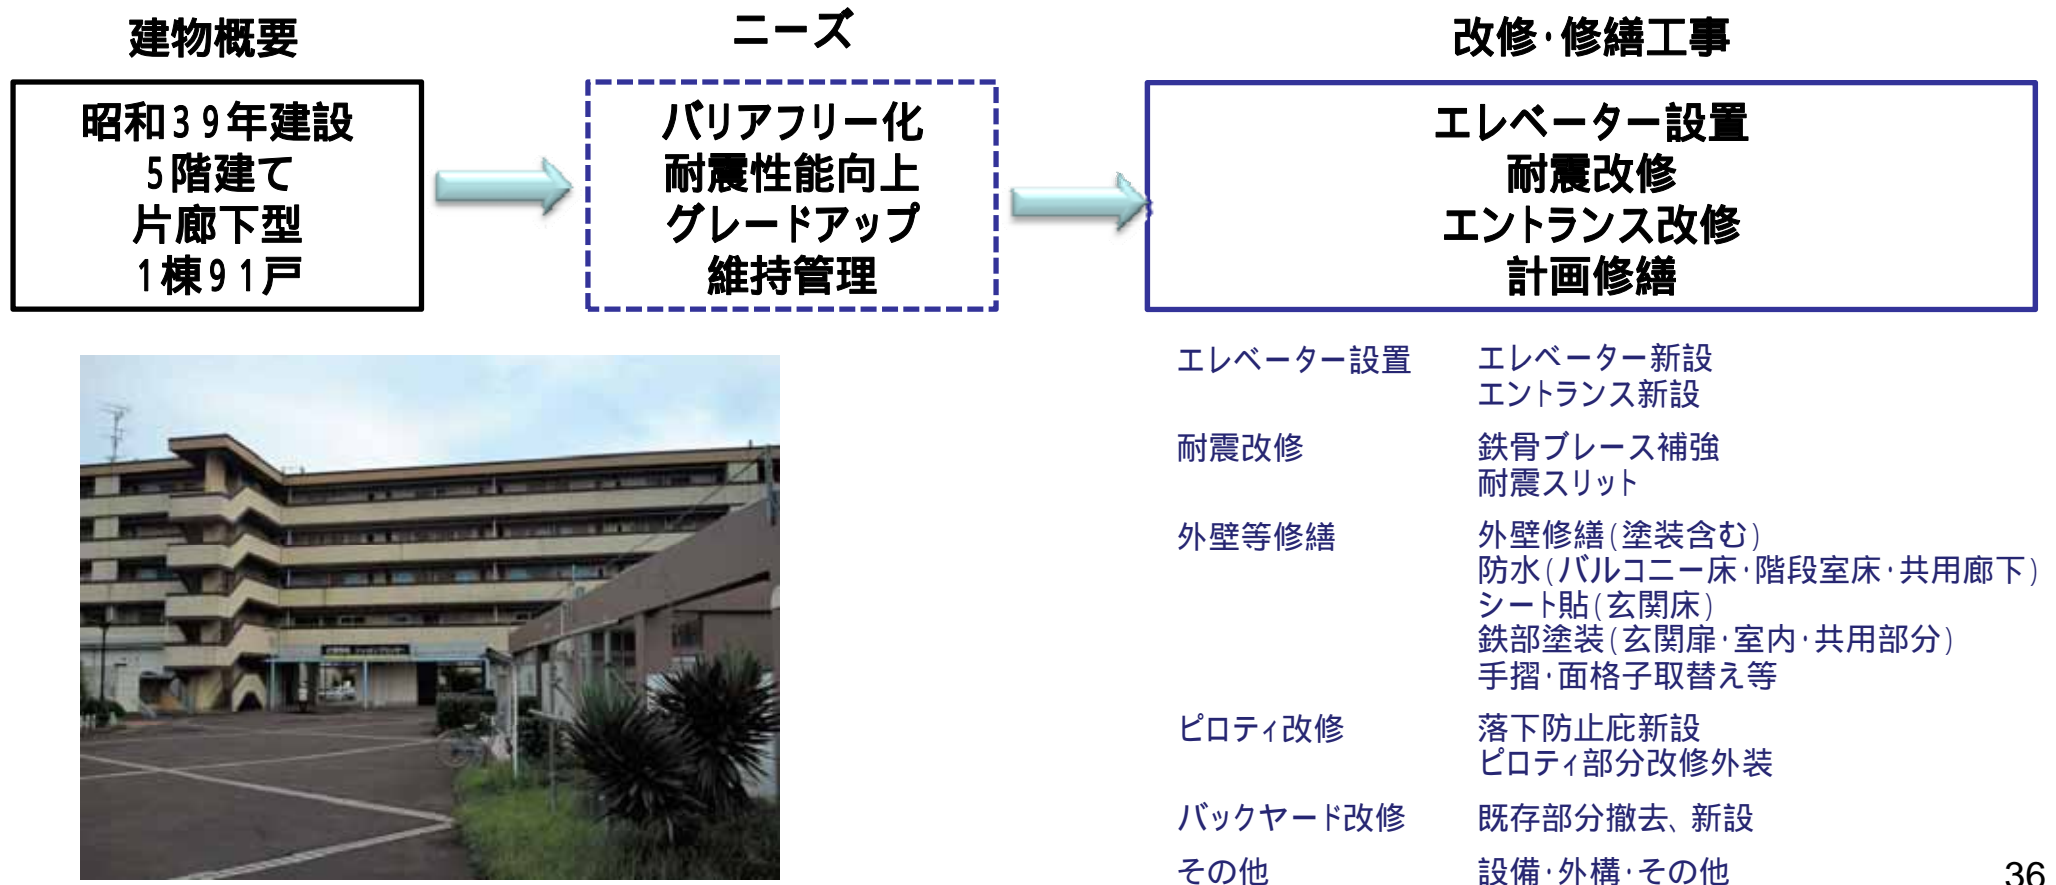 建物概要
昭和39年建設
5階建て
片廊下型
1棟91戸
ニーズ
バリアフリー化
耐震性能向上
グレードアップ
維持管理
改修・修繕工事
エレベーター設置
耐震改修
エントランス改修
計画修繕
エレベーター設置 エレベーター新設
エントランス新設
耐震改修 鉄骨ブレース補強
耐震スリット
外壁等修繕 外壁修繕(塗装含む)
防水(バルコニー床・階段室床・共用廊下)
シート貼(玄関床)
鉄部塗装(玄関扉・室内・共用部分)
手摺・面格子取替え等
ピロティ改修 落下防止庇新設
ピロティ部分改修外装
バックヤード改修 既存部分撤去、新設
その他 設備・外構・その他
36